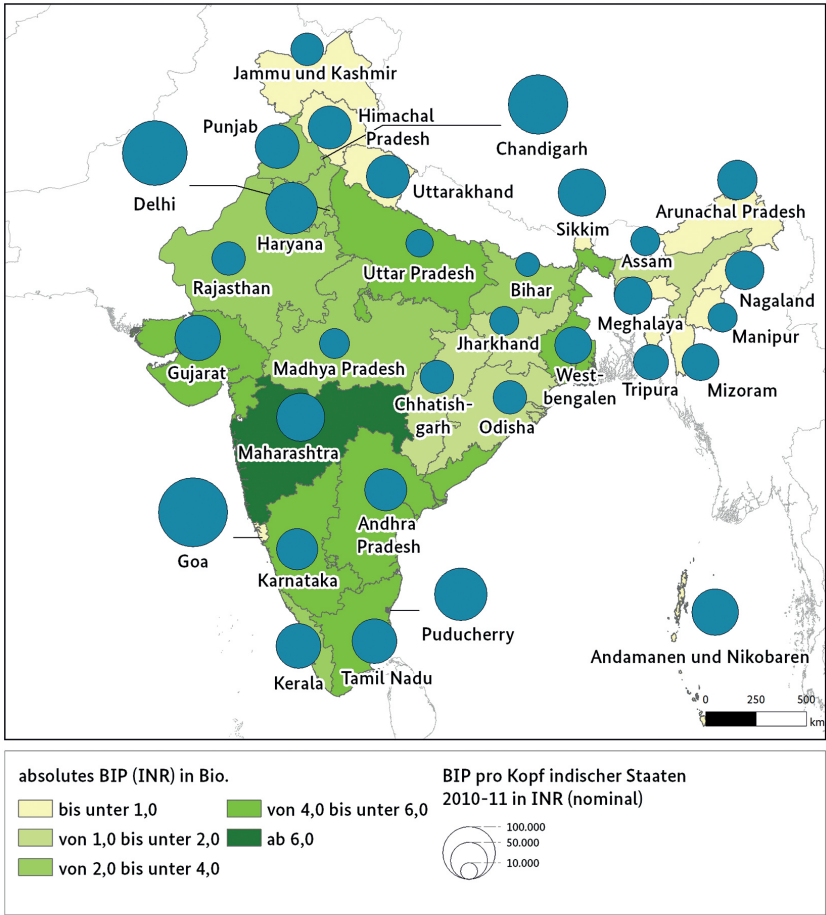 Jammu und Kashmir
Himachal
Pradesh
Punjab
Chandigarh
Delhi
Uttarakhand
Haryana
Sikkim
Arunachal Pradesh
Rajasthan
Uttar Pradesh
Bihar
Assam
Nagaland
Meghalaya
Manipur
Gujarat
Madhya Pradesh
Jharkhand
West-
bengalen
Tripura
Mizoram
Chhatish-
garh
Odisha
Maharashtra
Goa
Andhra
Pradesh
Karnataka
Puducherry
Kerala
Tamil Nadu
Andamanen und Nikobaren
0 250 500
km
absolutes BIP (INR) in Bio.
bis unter 1,0
von 1,0 bis unter 2,0
von 2,0 bis unter 4,0
von 4,0 bis unter 6,0
ab 6,0
BIP pro Kopf indischer Staaten
2010-11 in INR (nominal)
100.000
50.000
10.000